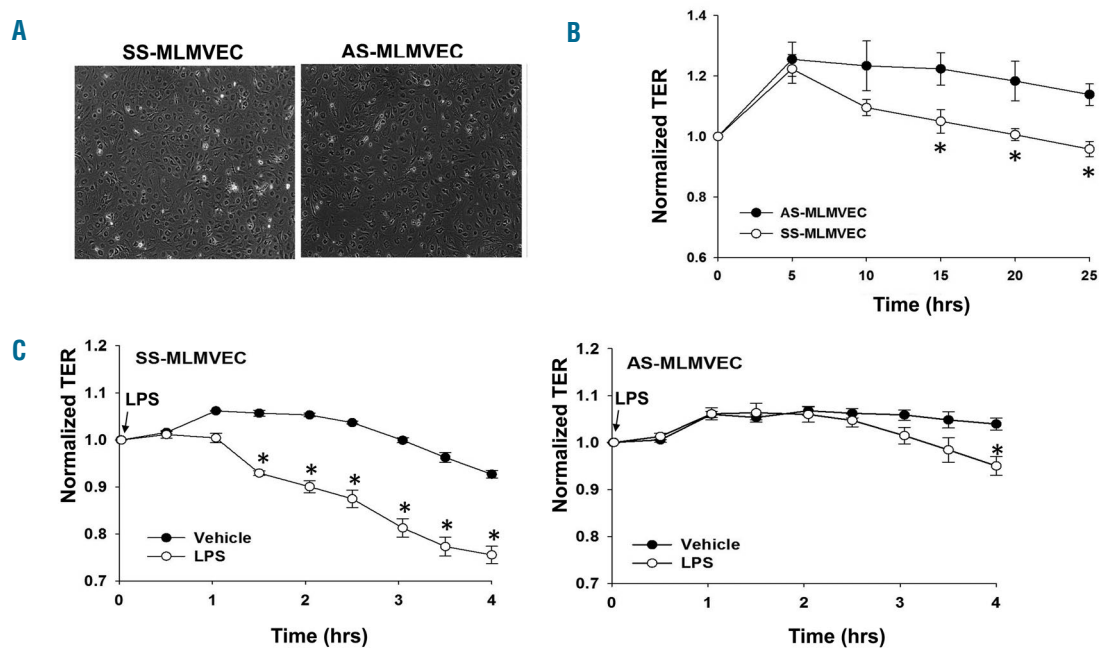 A
SS-MLMVEC
AS-MLMVEC
B
Normalized TER
1.4
1.2
1.0
0.8
0.6
* * *
AS-MLMVEC
SS-MLMVEC
0 5 10 15 20 25
Time (hrs)
C
Normalized TER
1.2
1.1
1.0
0.9
0.8
0.7
SS-MLMVEC
LPS
* * * * * *
Vehicle
LPS
0 1 2 3 4
Time (hrs)
Normalized TER
1.2
1.1
1.0
0.9
0.8
0.7
AS-MLMVEC
LPS
*
Vehicle
LPS
0 1 2 3 4
Time (hrs)